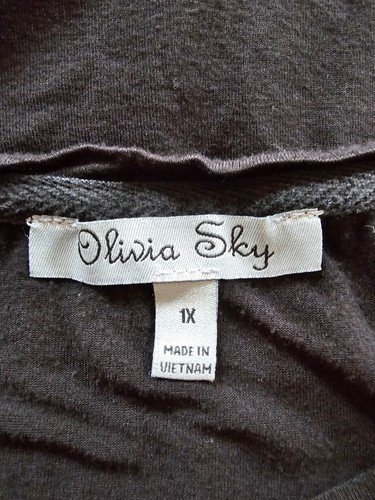 Olivia Sky
1X
MADE IN
VIETNAM